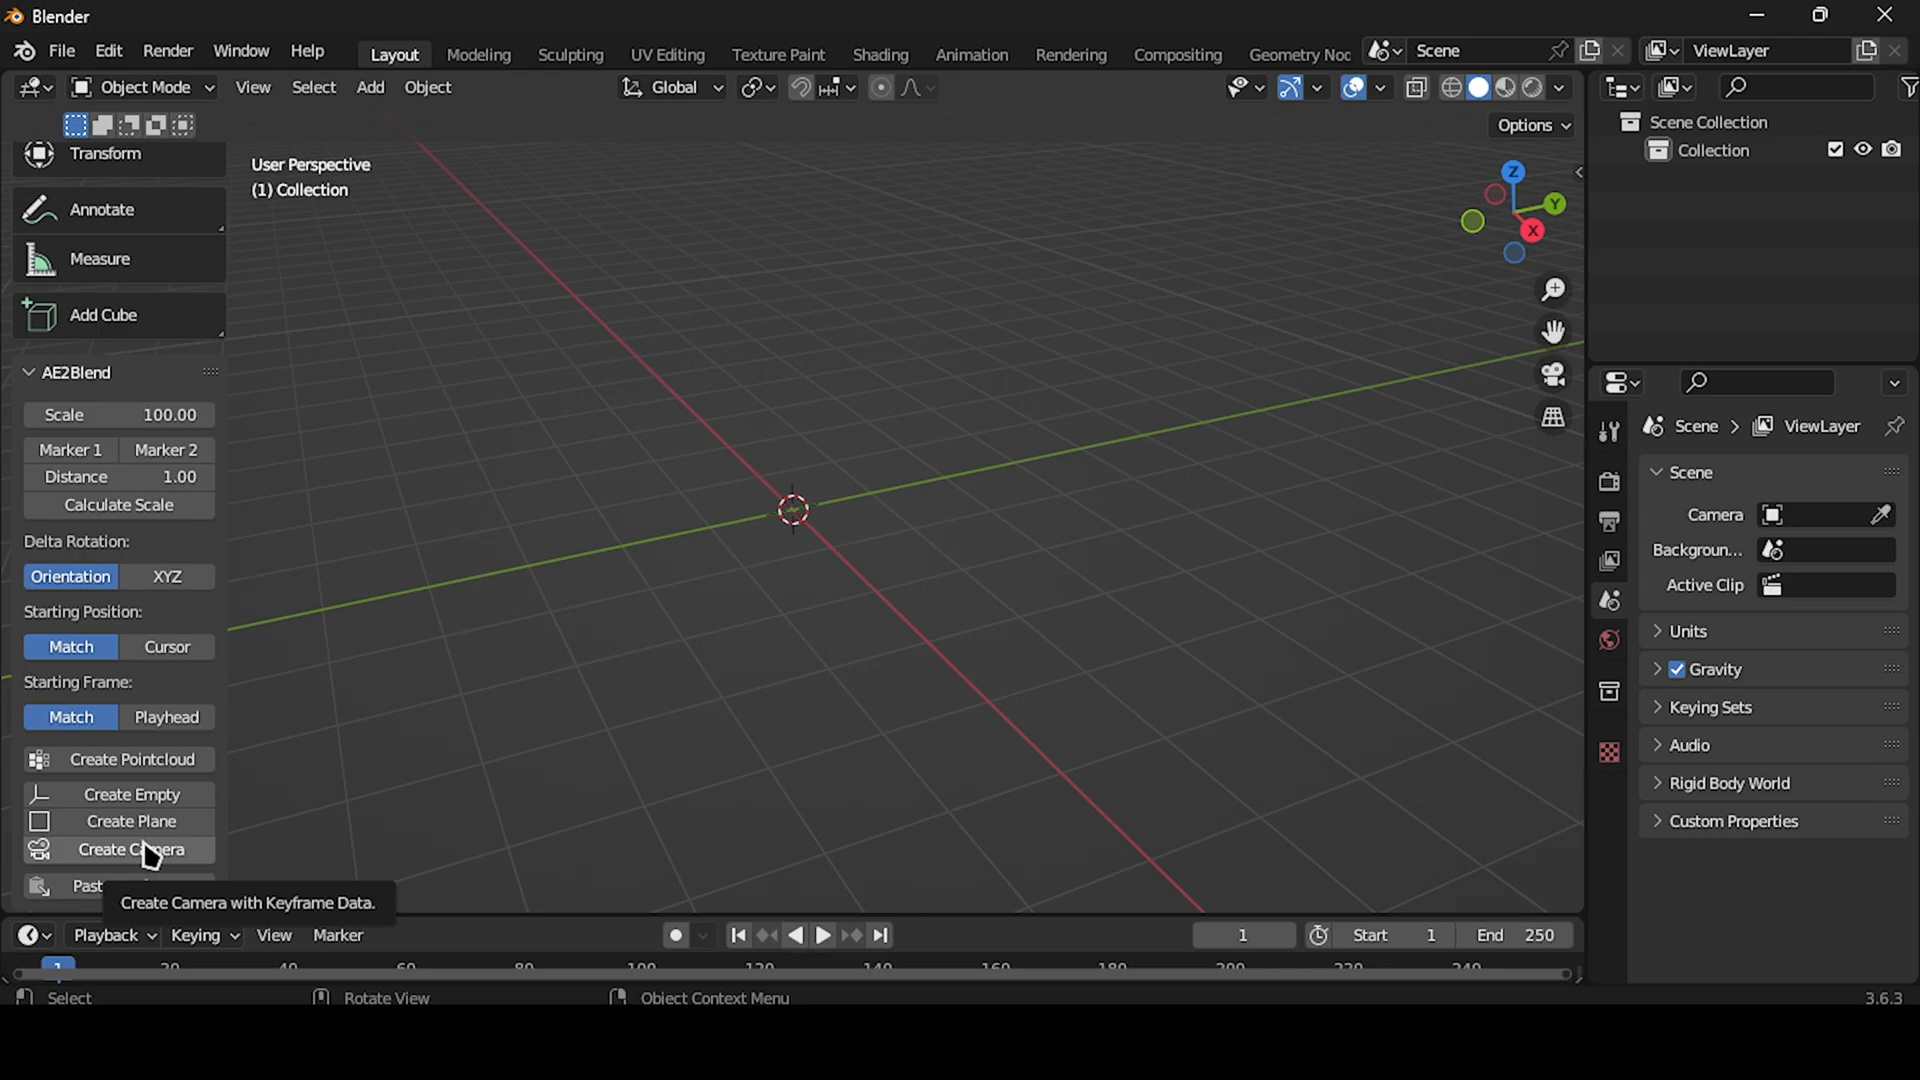 Blender
File Edit Render Window Help Layout Modeling Sculpting UV Editing Texture Paint Shading Animation Rendering Compositing Geometry Noc Scene ViewLayer
Object Mode View Select Add Object Global
Options
Scene Collection
Collection
Transform
Annotate
Measure
Add Cube
User Perspective
(1) Collection
Z
Y
X
AE2Blend
Scale 100.00
Marker 1 Marker 2
Distance 1.00
Calculate Scale
Delta Rotation:
Orientation XYZ
Starting Position:
Match Cursor
Starting Frame:
Match Playhead
Create Pointcloud
Create Empty
Create Plane
Create Camera
Past
Create Camera with Keyframe Data.
Scene > ViewLayer
Scene
Camera
Backgroun...
Active Clip
Units
Gravity
Keying Sets
Audio
Rigid Body World
Custom Properties
Playback Keying View Marker 1 Start 1 End 250
1 20 40 60 80 100 120 140 160 180 200 220 240
Select Rotate View Object Context Menu 3.6.3